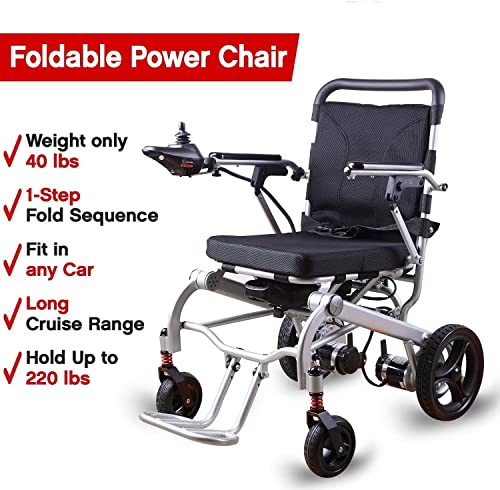 Foldable Power Chair
Weight only
40 lbs
1-Step
Fold Sequence
Fit in
any Car
Long
Cruise Range
Hold Up to
220 lbs